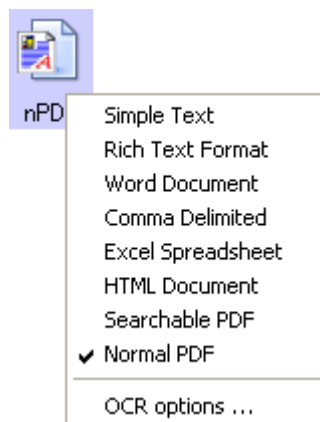 nPD
Simple Text
Rich Text Format
Word Document
Comma Delimited
Excel Spreadsheet
HTML Document
Searchable PDF
Normal PDF
OCR options ...